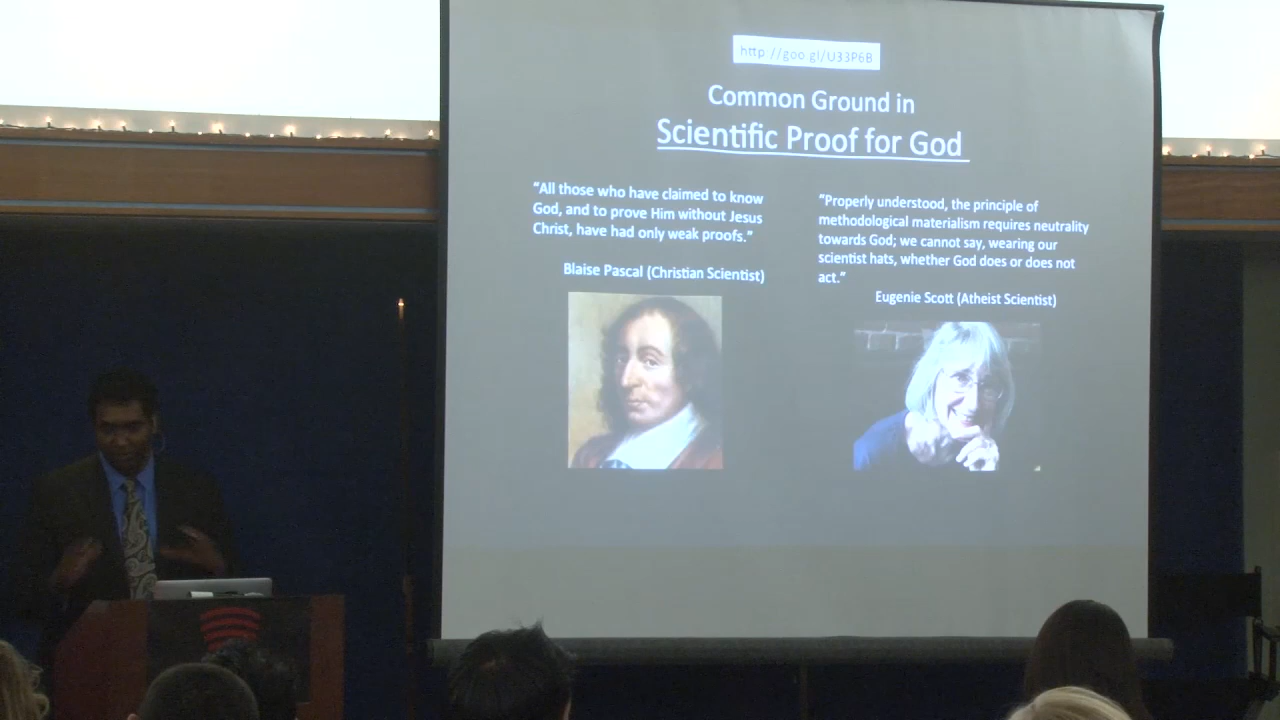 http://goo.gl/U33P6B
Common Ground in
Scientific Proof for God
“All those who have claimed to know
God, and to prove Him without Jesus
Christ, have had only weak proofs.”
Blaise Pascal (Christian Scientist)
“Properly understood, the principle of
methodological materialism requires neutrality
towards God; we cannot say, wearing our
scientist hats, whether God does or does not
act.”
Eugenie Scott (Atheist Scientist)